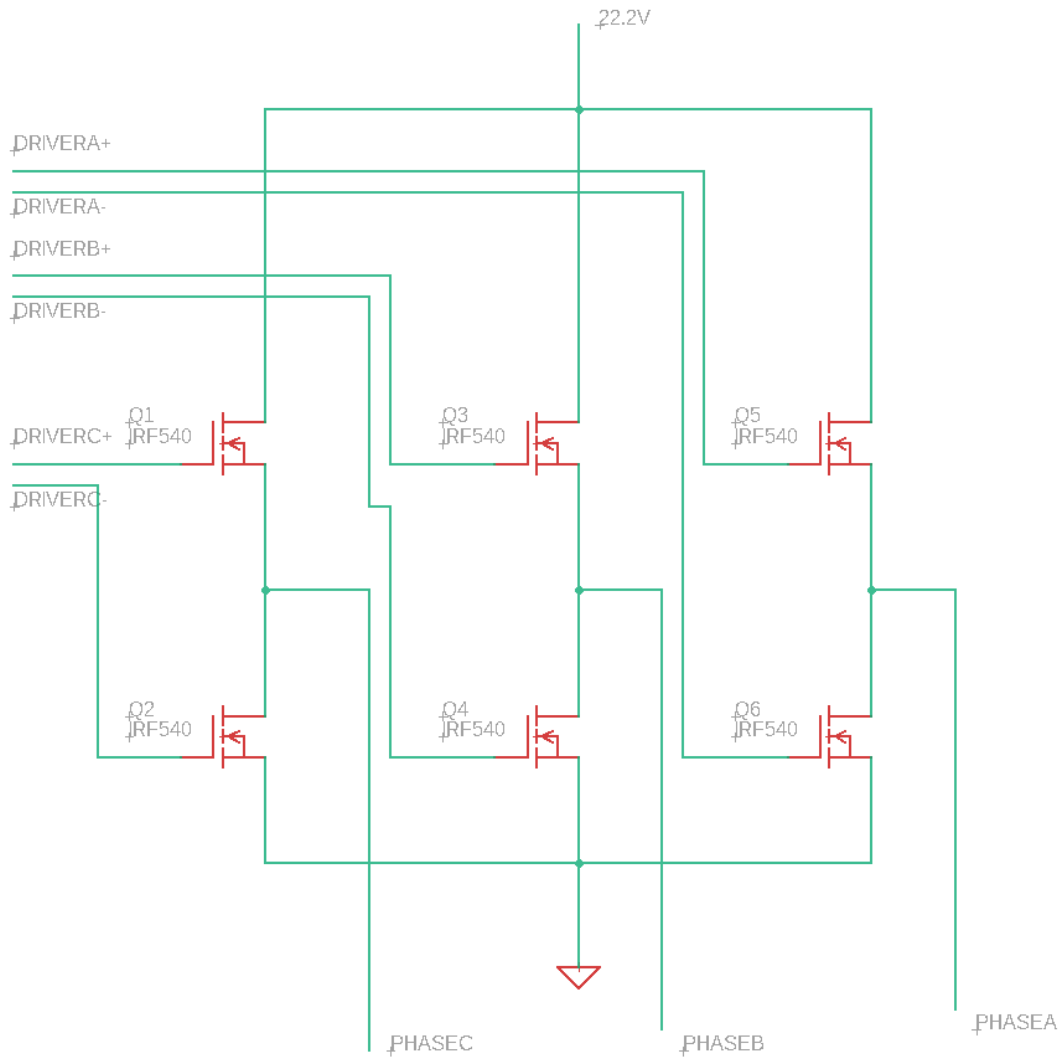 22.2V
DRIVERA+
DRIVERA-
DRIVERB+
DRIVERB-
Q1
IRF540
Q3
IRF540
Q5
IRF540
DRIVERC+
DRIVERC-
Q2
IRF540
Q4
IRF540
Q6
IRF540
PHASEA
PHASEC
PHASEB